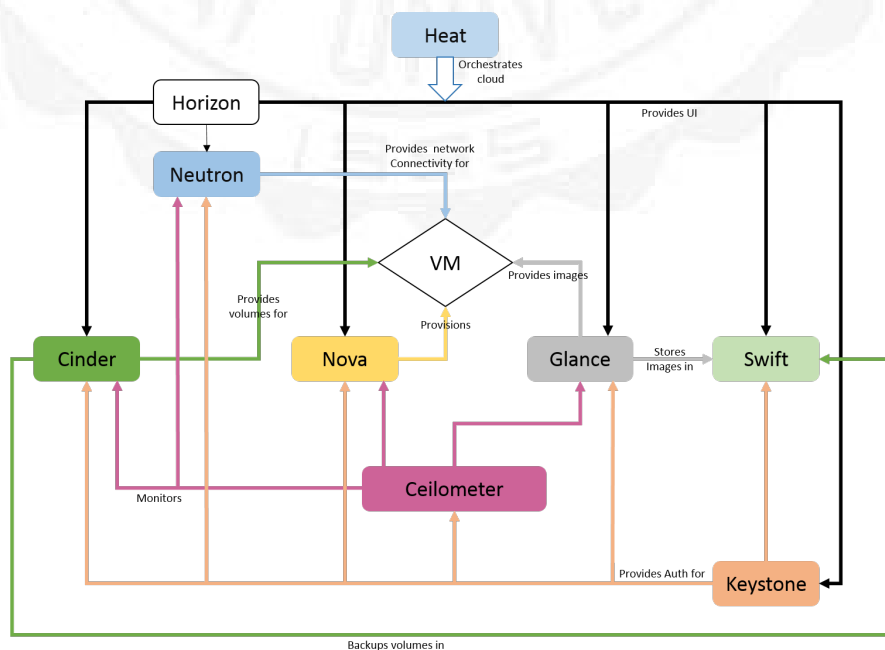 Heat
Orchestrates
cloud
Horizon
Provides UI
Provides network
Connectivity for
Neutron
VM
Provides images
Provides
volumes for
Provisions
Cinder
Nova
Glance
Stores
Images in
Swift
Ceilometer
Monitors
Provides Auth for
Keystone
Backups volumes in